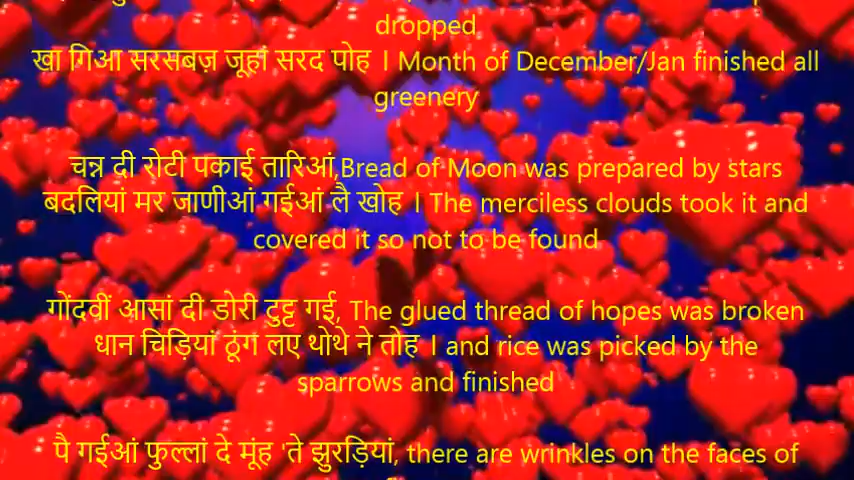 dropped
खा गिआ सरसबज़ जूहां सरद पोह । Month of December/Jan finished all
greenery
चन्न दी रोटी पकाई तारिआं,Bread of Moon was prepared by stars
बदलियां मर जाणीआं गईआं लै खोह । The merciless clouds took it and
covered it so not to be found
गोंदवीं आसां दी डोरी टुट्ट गई, The glued thread of hopes was broken
धान चिड़ियां ठूंग लए थोथे ने तोह । and rice was picked by the
sparrows and finished
पै गईआं फुल्लां दे मूंह 'ते झुरड़ियां, there are wrinkles on the faces of